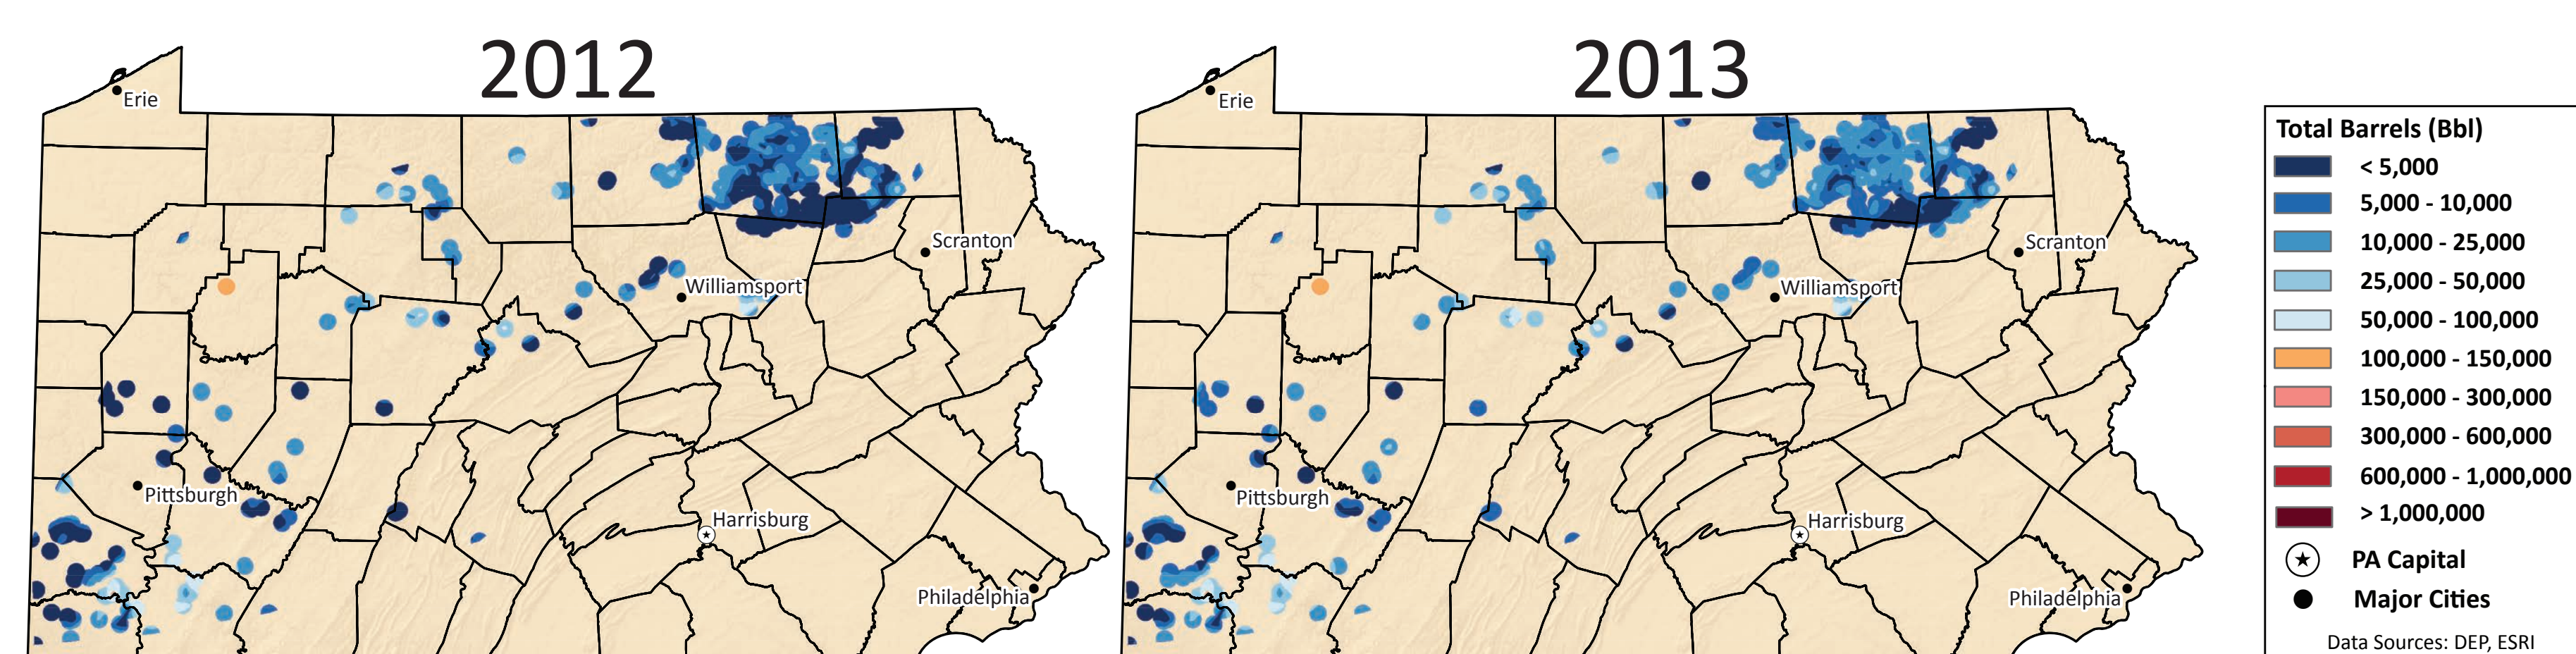 2012
Erie
Scranton
Williamsport
Pittsburgh
Harrisburg
Philadelphia
2013
Erie
Scranton
Williamsport
Pittsburgh
Harrisburg
Philadelphia
Total Barrels (Bbl)
< 5,000
5,000 - 10,000
10,000 - 25,000
25,000 - 50,000
50,000 - 100,000
100,000 - 150,000
150,000 - 300,000
300,000 - 600,000
600,000 - 1,000,000
> 1,000,000
PA Capital
Major Cities
Data Sources: DEP, ESRI